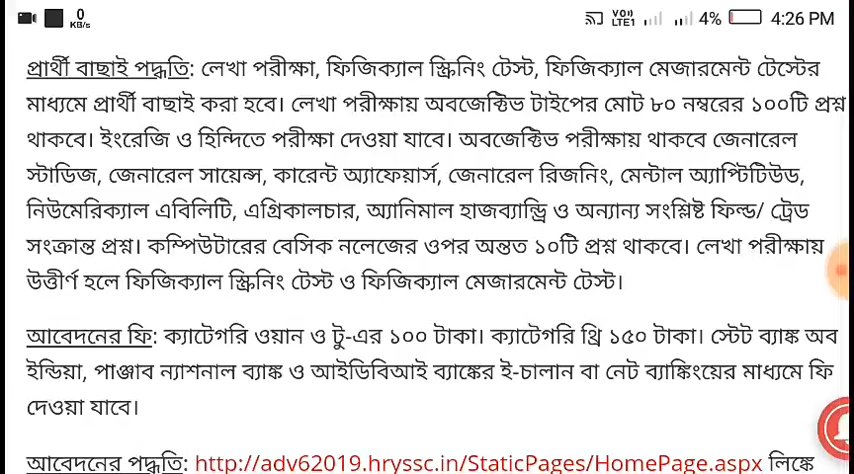 0
KB/s
VoD
LTE1
4%
4:26 PM
প্রার্থী বাছাই পদ্ধতি: লেখা পরীক্ষা, ফিজিক্যাল স্ক্রিনিং টেস্ট, ফিজিক্যাল মেজারমেন্ট টেস্টের
মাধ্যমে প্রার্থী বাছাই করা হবে। লেখা পরীক্ষায় অবজেক্টিভ টাইপের মোট ৮০ নম্বরের ১০০টি প্রশ্ন
থাকবে। ইংরেজি ও হিন্দিতে পরীক্ষা দেওয়া যাবে। অবজেক্টিভ পরীক্ষায় থাকবে জেনারেল
স্টাডিজ, জেনারেল সায়েন্স, কারেন্ট অ্যাফেয়ার্স, জেনারেল রিজনিং, মেন্টাল অ্যাপ্টিটিউড,
নিউমেরিক্যাল এবিলিটি, এগ্রিকালচার, অ্যানিমাল হাজব্যান্ড্রি ও অন্যান্য সংশ্লিষ্ট ফিল্ড/ ট্রেড
সংক্রান্ত প্রশ্ন। কম্পিউটারের বেসিক নলেজের ওপর অন্তত ১০টি প্রশ্ন থাকবে। লেখা পরীক্ষায়
উত্তীর্ণ হলে ফিজিক্যাল স্ক্রিনিং টেস্ট ও ফিজিক্যাল মেজারমেন্ট টেস্ট।
আবেদনের ফি: ক্যাটেগরি ওয়ান ও টু-এর ১০০ টাকা। ক্যাটেগরি থ্রি ১৫০ টাকা। স্টেট ব্যাঙ্ক অব
ইন্ডিয়া, পাঞ্জাব ন্যাশনাল ব্যাঙ্ক ও আইডিবিআই ব্যাঙ্কের ই-চালান বা নেট ব্যাঙ্কিংয়ের মাধ্যমে ফি
দেওয়া যাবে।
আবেদনের পদ্ধতি: http://adv62019.hryssc.in/StaticPages/HomePage.aspx লিঙ্কে